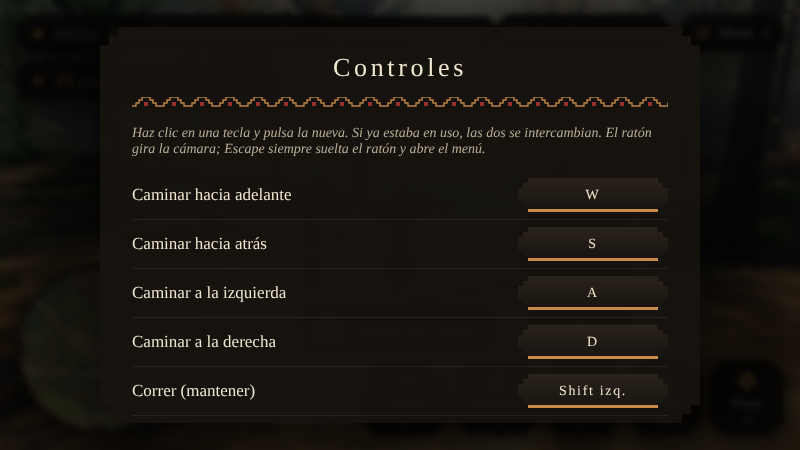 Controles
Haz clic en una tecla y pulsa la nueva. Si ya estaba en uso, las dos se intercambian. El ratón
gira la cámara; Escape siempre suelta el ratón y abre el menú.
Caminar hacia adelante W
Caminar hacia atrás S
Caminar a la izquierda A
Caminar a la derecha D
Correr (mantener) Shift izq.